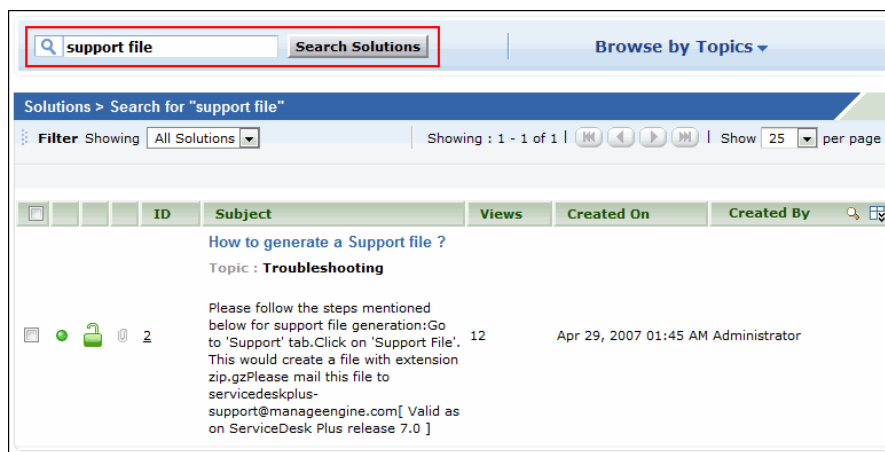 support file Search Solutions Browse by Topics
Solutions > Search for "support file"
Filter Showing All Solutions Showing : 1 - 1 of 1 | | Show 25 per page
ID Subject Views Created On Created By
How to generate a Support file ?
Topic : Troubleshooting
Please follow the steps mentioned
below for support file generation:Go
to 'Support' tab.Click on 'Support File'.
This would create a file with extension
zip.gzPlease mail this file to
servicedeskplus-
support@manageengine.com[ Valid as
on ServiceDesk Plus release 7.0 ]
2 12 Apr 29, 2007 01:45 AM Administrator